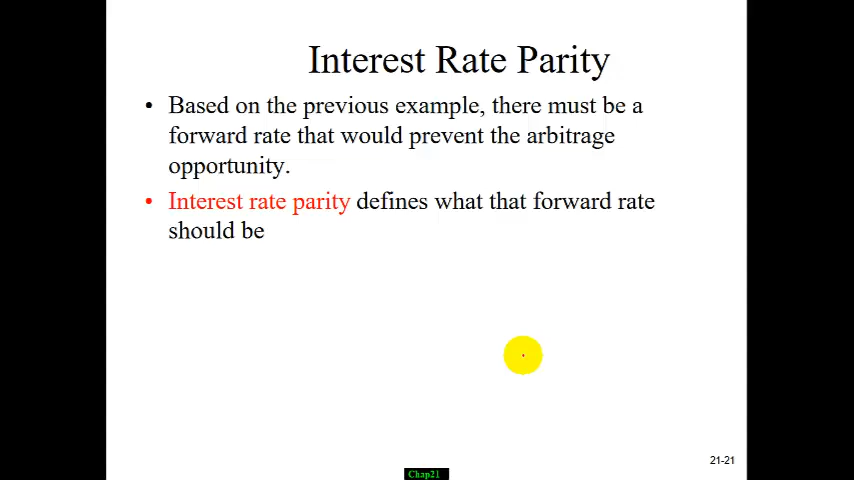 Interest Rate Parity
• Based on the previous example, there must be a
forward rate that would prevent the arbitrage
opportunity.
• Interest rate parity defines what that forward rate
should be
21-21
Chap21